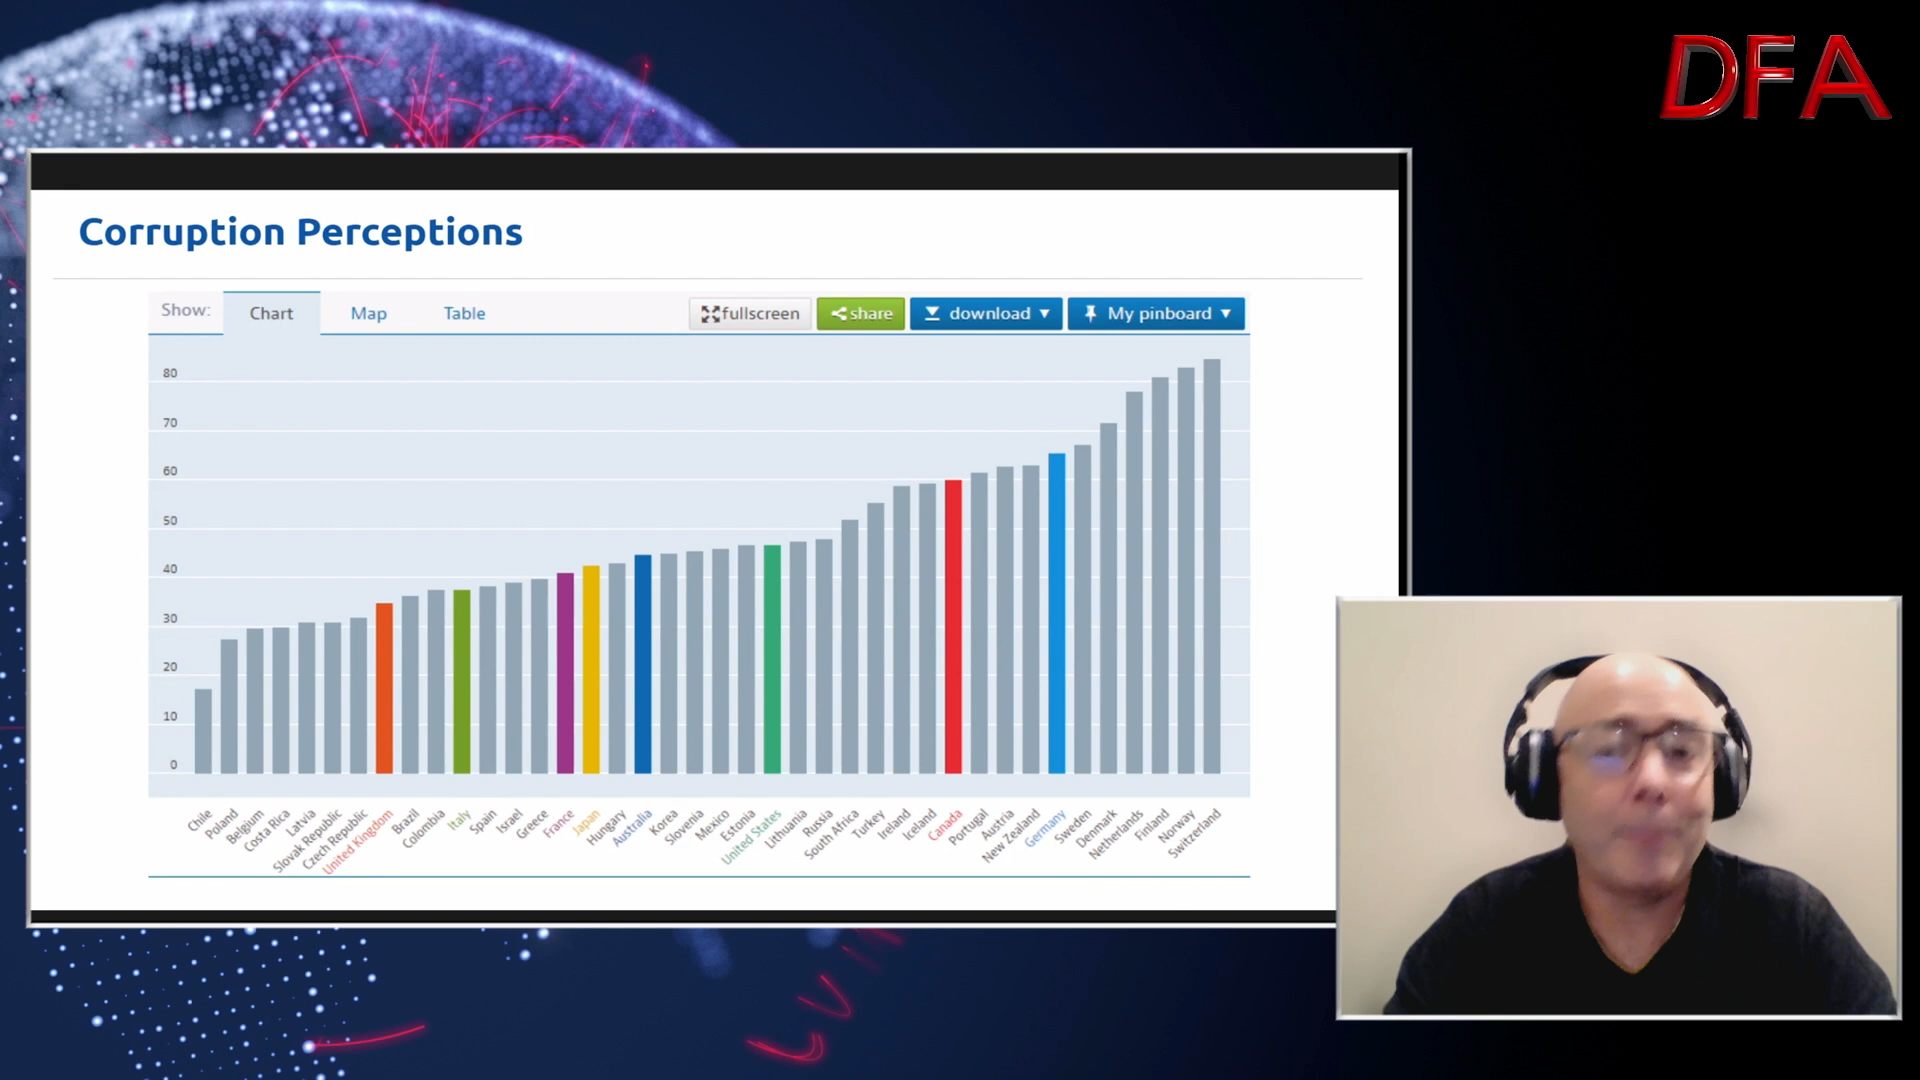 DFA
Corruption Perceptions
Show: Chart Map Table fullscreen share download My pinboard
80
70
60
50
40
30
20
10
0
Chile
Poland
Belgium
Costa Rica
Latvia
Slovak Republic
Czech Republic
United Kingdom
Brazil
Colombia
Italy
Spain
Israel
Greece
France
Japan
Hungary
Australia
Korea
Slovenia
Mexico
Estonia
United States
Lithuania
Russia
South Africa
Turkey
Ireland
Iceland
Canada
Portugal
Austria
New Zealand
Germany
Sweden
Denmark
Netherlands
Finland
Norway
Switzerland